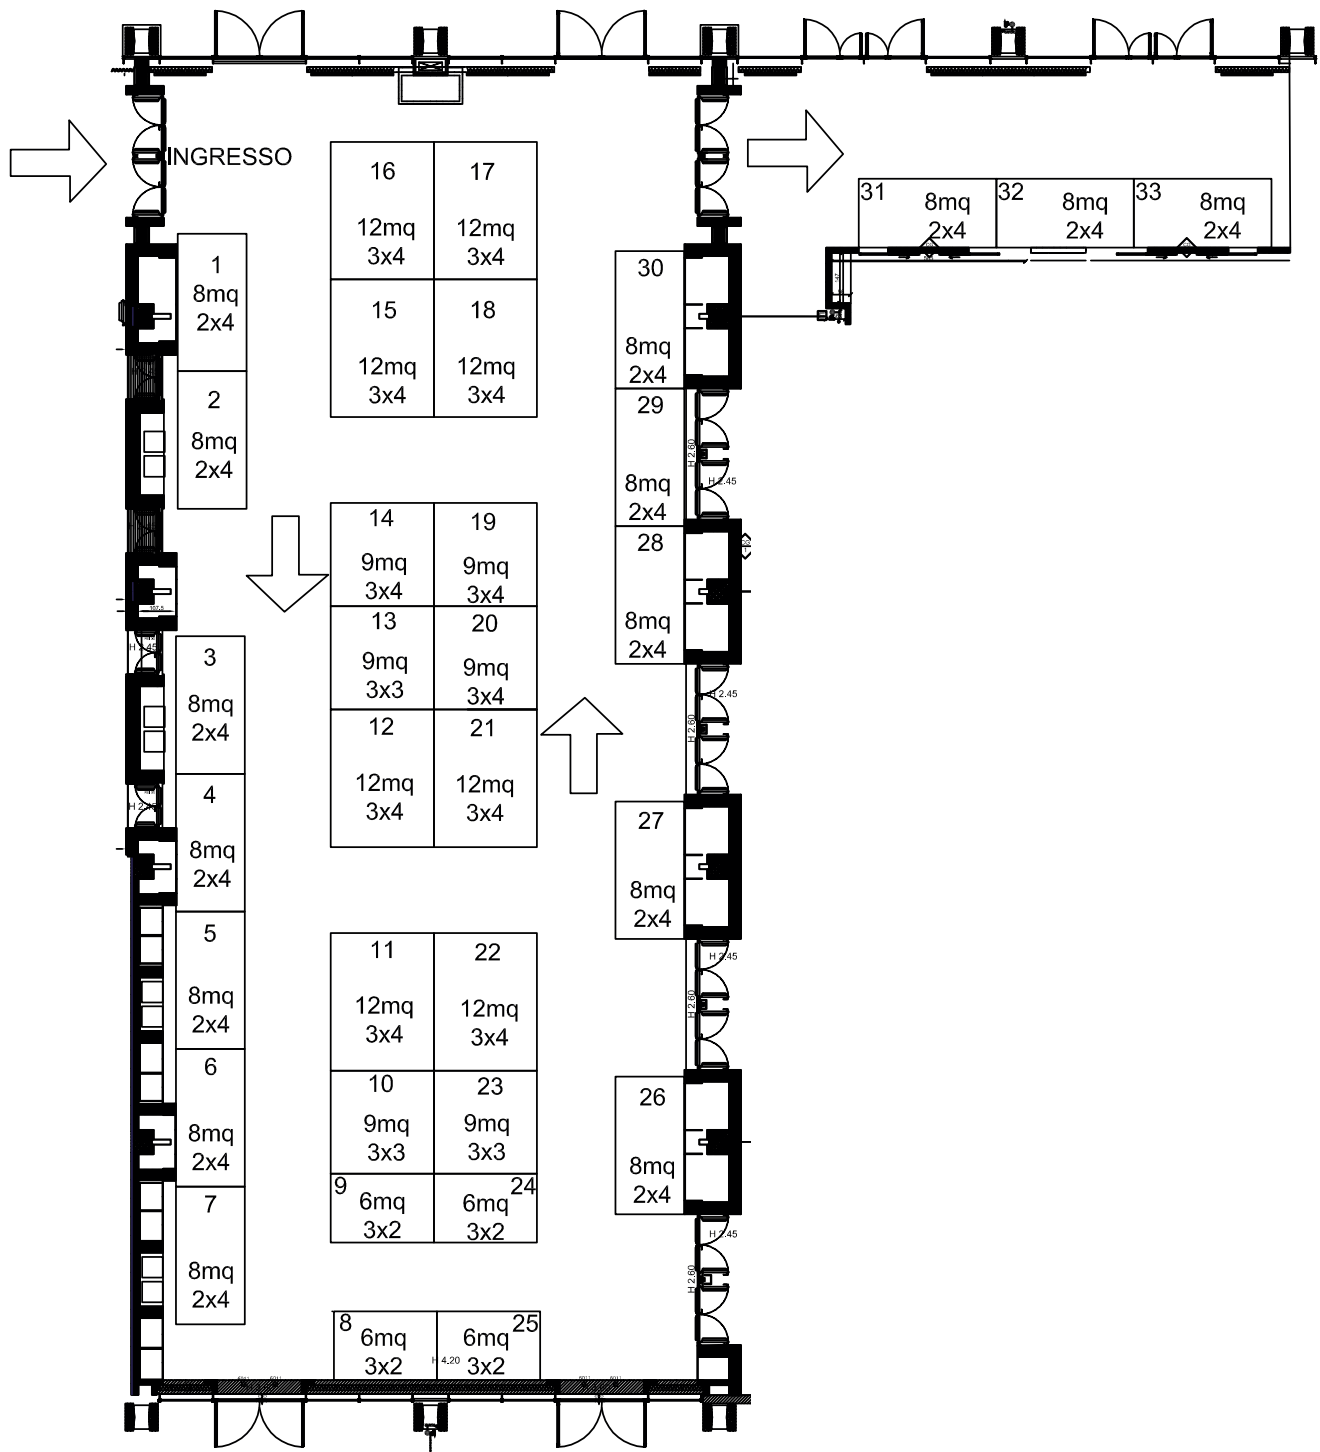 INGRESSO
16
12mq
3x4
17
12mq
3x4
31
8mq
2x4
32
8mq
2x4
33
8mq
2x4
1
8mq
2x4
15
12mq
3x4
18
12mq
3x4
30
8mq
2x4
2
8mq
2x4
29
8mq
2x4
H 2.60
H 2.45
14
9mq
3x4
19
9mq
3x4
28
8mq
2x4
13
9mq
3x3
20
9mq
3x4
3
8mq
2x4
12
12mq
3x4
21
12mq
3x4
H 2.45
H 2.60
4
8mq
2x4
27
8mq
2x4
5
8mq
2x4
11
12mq
3x4
22
12mq
3x4
H 2.45
H 2.60
6
8mq
2x4
10
9mq
3x3
23
9mq
3x3
26
8mq
2x4
9
6mq
3x2
24
6mq
3x2
7
8mq
2x4
H 2.45
H 2.60
8
6mq
3x2
25
6mq
3x2
H 4.20